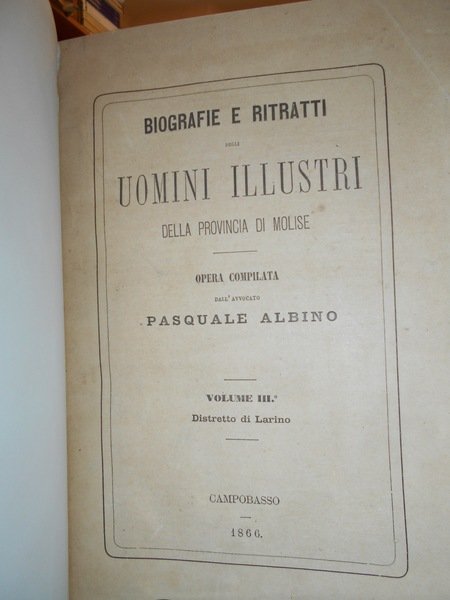 BIOGRAFIE E RITRATTI
DEGLI
UOMINI ILLUSTRI
DELLA PROVINCIA DI MOLISE
OPERA COMPILATA
DALL'AVVOCATO
PASQUALE ALBINO
VOLUME III.º
Distretto di Larino
CAMPOBASSO
1866.